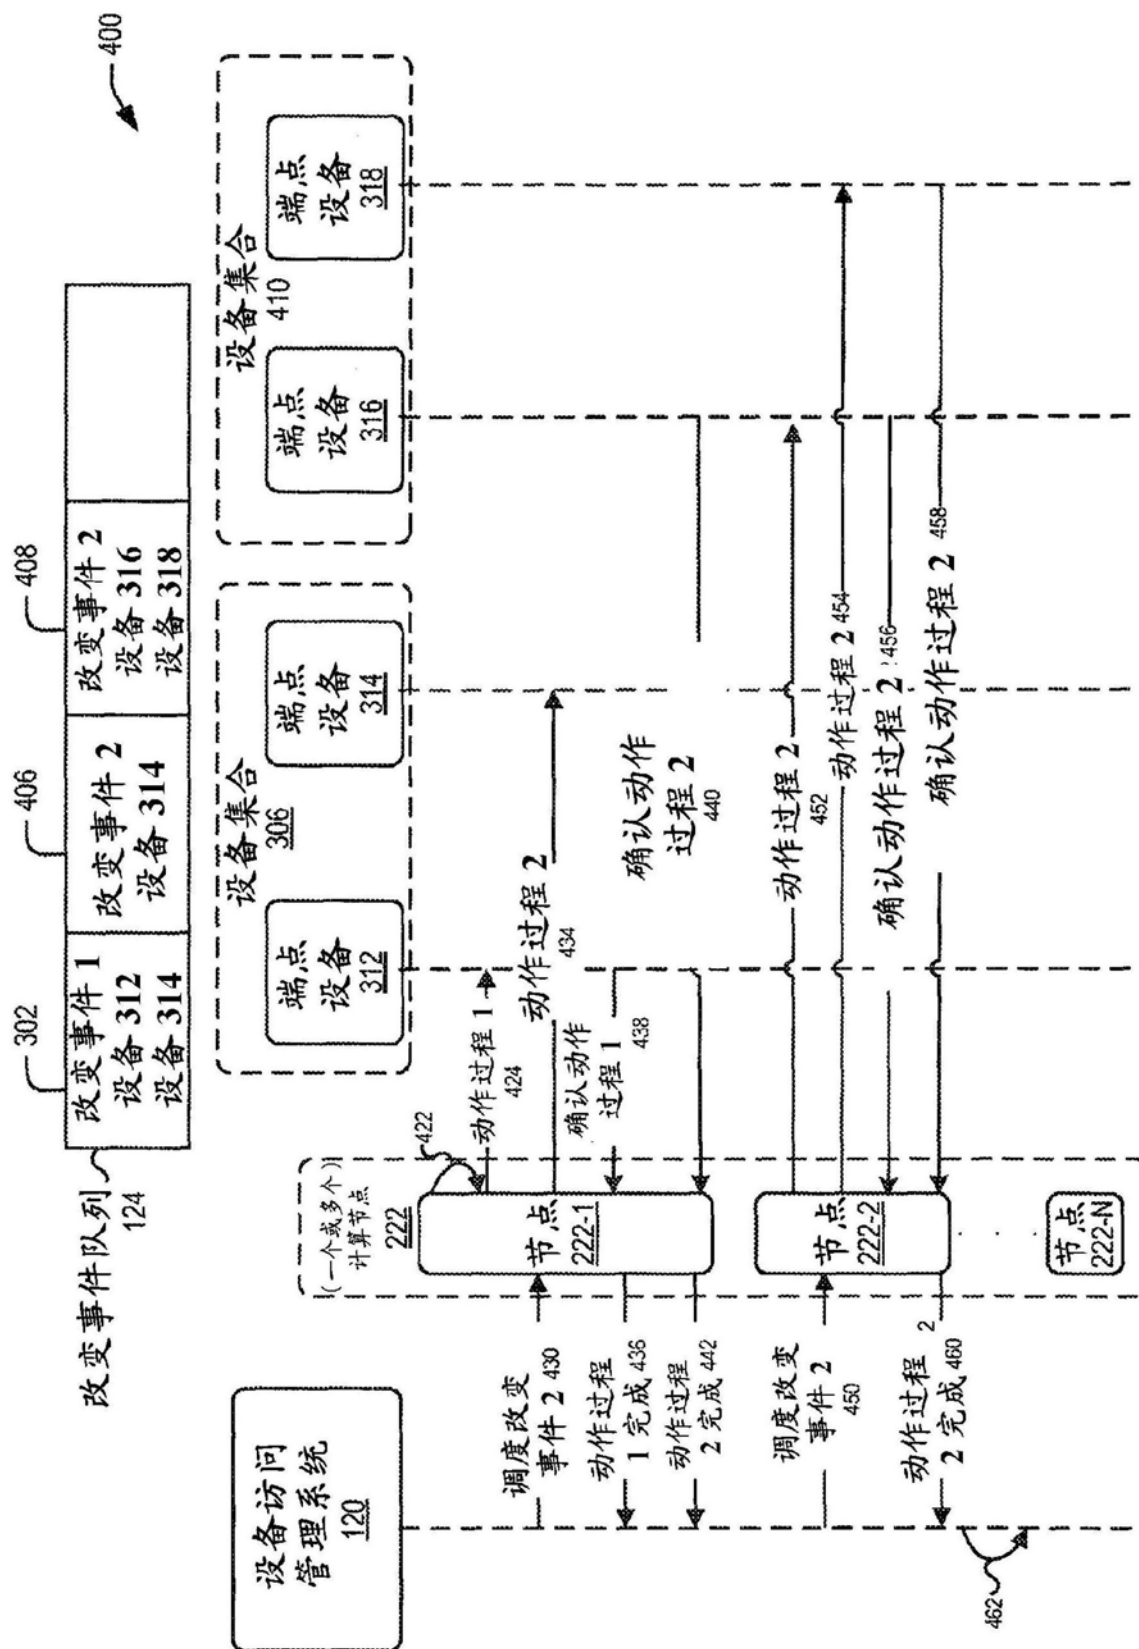 400
302
406
408
改变事件 1
设备 312
设备 314
改变事件 2
设备 314
改变事件 2
设备 316
设备 318
改变事件队列
124
设备集合
306
设备集合
410
端点
设备
312
端点
设备
314
端点
设备
316
端点
设备
318
设备访问
管理系统
120
(一个或多个)
计算节点
222
422
节点
222-1
动作过程 1
424
调度改变
事件 2 430
动作过程 2
434
动作过程
1 完成 436
确认动作
过程 1
438
确认动作
过程 2
440
动作过程
2 完成 442
节点
222-2
调度改变
事件 2
450
动作过程 2
452
动作过程 2 454
确认动作过程 2 456
确认动作过程 2 458
动作过程 2
2 完成 460
462
节点
222-N